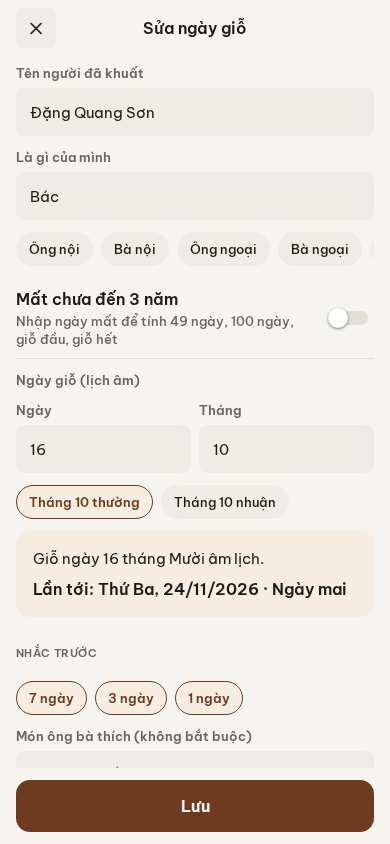 Sửa ngày giỗ
Tên người đã khuất
Đặng Quang Sơn
Là gì của mình
Bác
Ông nội
Bà nội
Ông ngoại
Bà ngoại
Mất chưa đến 3 năm
Nhập ngày mất để tính 49 ngày, 100 ngày,
giỗ đầu, giỗ hết
Ngày giỗ (lịch âm)
Ngày
Tháng
16
10
Tháng 10 thường
Tháng 10 nhuận
Giỗ ngày 16 tháng Mười âm lịch.
Lần tới: Thứ Ba, 24/11/2026 · Ngày mai
NHẮC TRƯỚC
7 ngày
3 ngày
1 ngày
Món ông bà thích (không bắt buộc)
Lưu